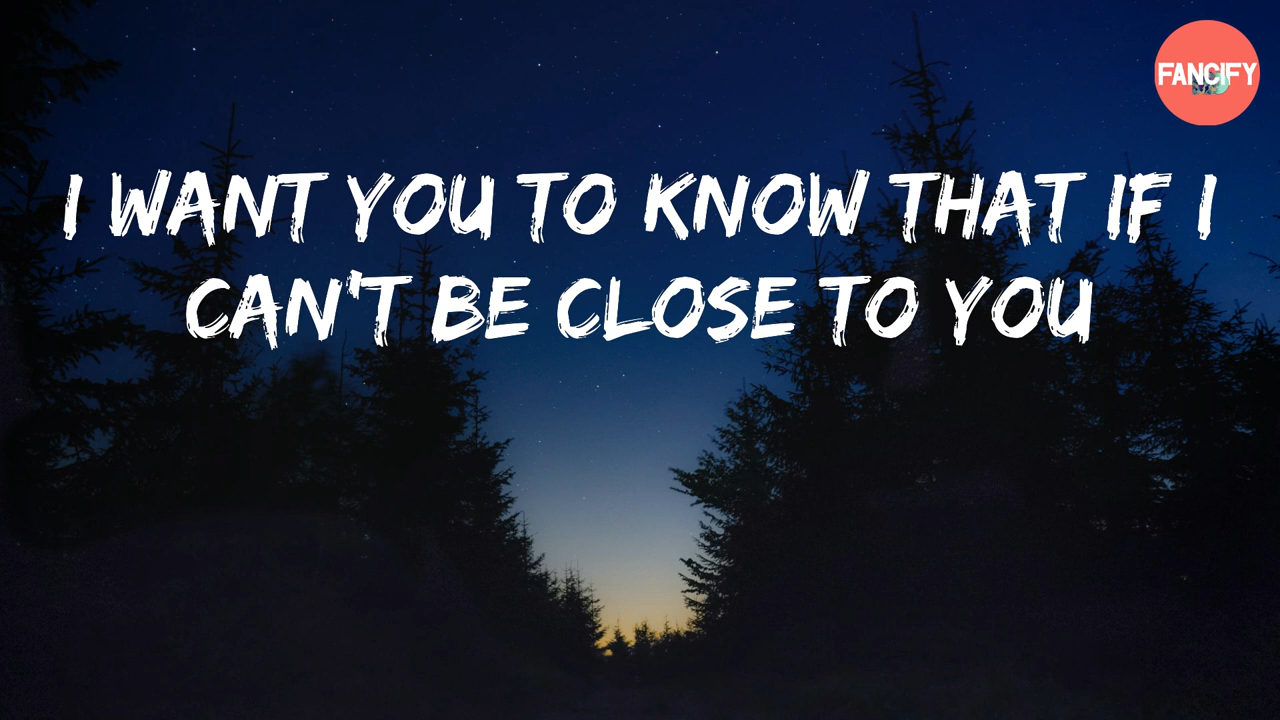 FANCIFY
I WANT YOU TO KNOW THAT IF I
CAN'T BE CLOSE TO YOU